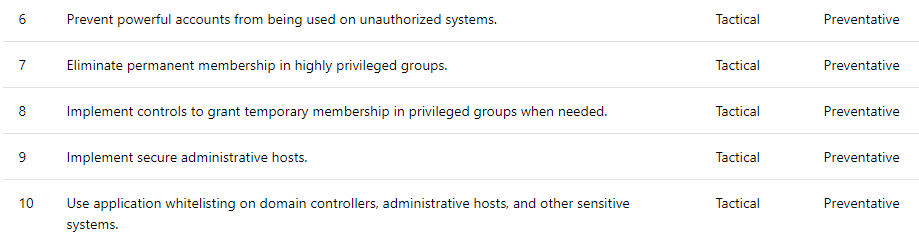 6 Prevent powerful accounts from being used on unauthorized systems. Tactical Preventative
7 Eliminate permanent membership in highly privileged groups. Tactical Preventative
8 Implement controls to grant temporary membership in privileged groups when needed. Tactical Preventative
9 Implement secure administrative hosts. Tactical Preventative
10 Use application whitelisting on domain controllers, administrative hosts, and other sensitive Tactical Preventative
systems.